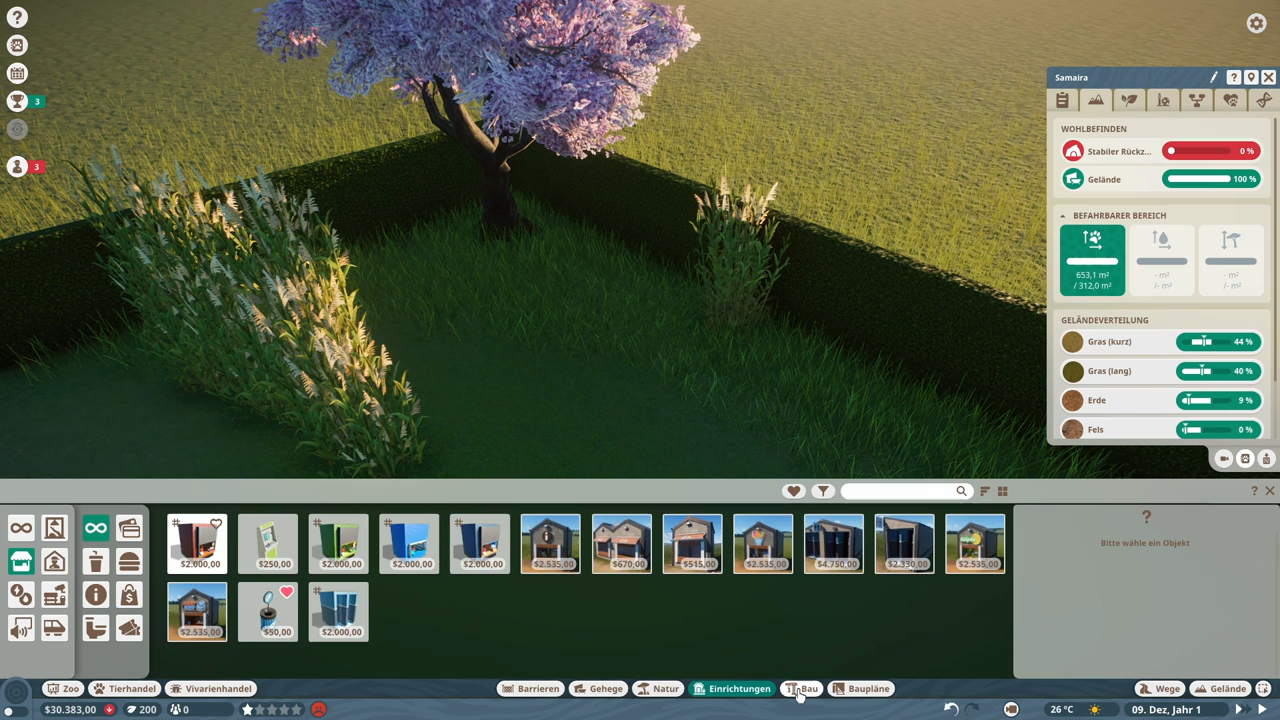 ?
3
3
Samaira
?
WOHLBEFINDEN
Stabiler Rückz... 0 %
Gelände 100 %
BEFAHRBARER BEREICH
653,1 m² - m² - m²
/ 312,0 m² /- m² /- m²
GELÄNDEVERTEILUNG
Gras (kurz) 44 %
Gras (lang) 40 %
Erde 9 %
Fels 0 %
?
$2.000,00 $250,00 $2.000,00 $2.000,00 $2.000,00 $2.535,00 $670,00 $515,00 $2.535,00 $4.750,00 $2.330,00 $2.535,00
$2.535,00 $50,00 $2.000,00
?
Bitte wähle ein Objekt
Zoo Tierhandel Vivarienhandel Barrieren Gehege Natur Einrichtungen Bau Baupläne Wege Gelände
$30.383,00 200 0 26 °C 09. Dez, Jahr 1